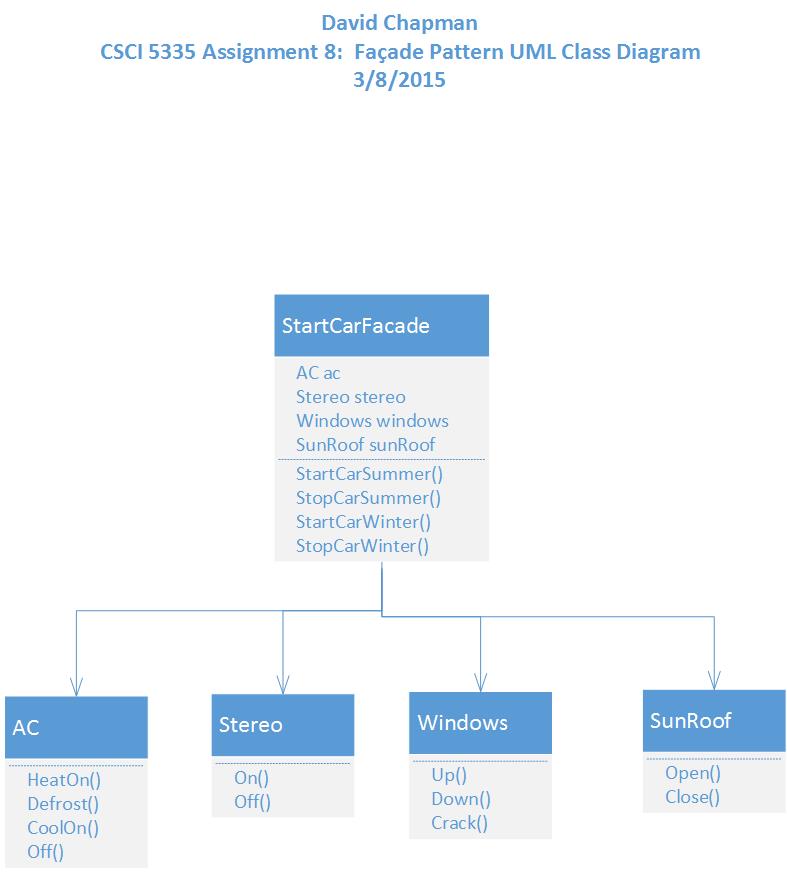 David Chapman
CSCI 5335 Assignment 8:  Façade Pattern UML Class Diagram
3/8/2015
StartCarFacade
AC ac
Stereo stereo
Windows windows
SunRoof sunRoof
StartCarSummer()
StopCarSummer()
StartCarWinter()
StopCarWinter()
AC
HeatOn()
Defrost()
CoolOn()
Off()
Stereo
On()
Off()
Windows
Up()
Down()
Crack()
SunRoof
Open()
Close()